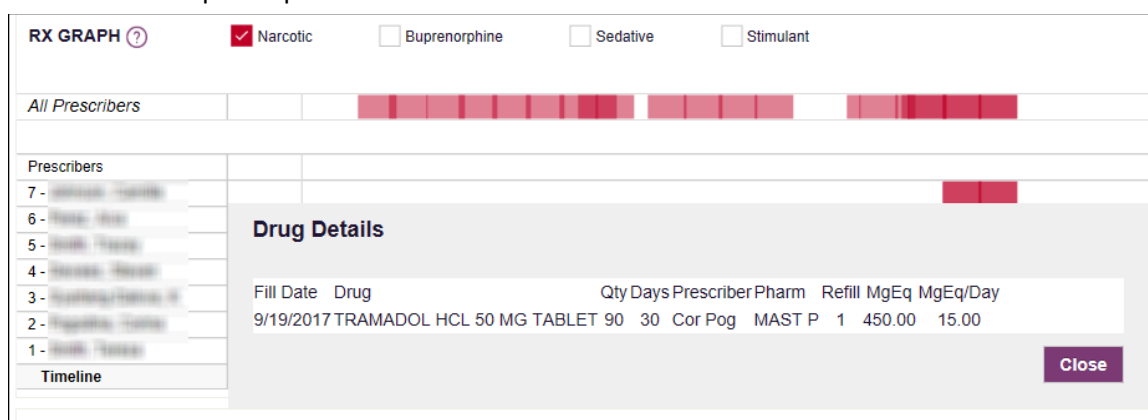 RX GRAPH ? Narcotic Buprenorphine Sedative Stimulant
All Prescribers
Prescribers
7 -
6 -
5 -
4 -
3 -
2 -
1 -
Timeline
Drug Details
Fill Date Drug Qty Days Prescriber Pharm Refill MgEq MgEq/Day
9/19/2017 TRAMADOL HCL 50 MG TABLET 90 30 Cor Pog MAST P 1 450.00 15.00
Close